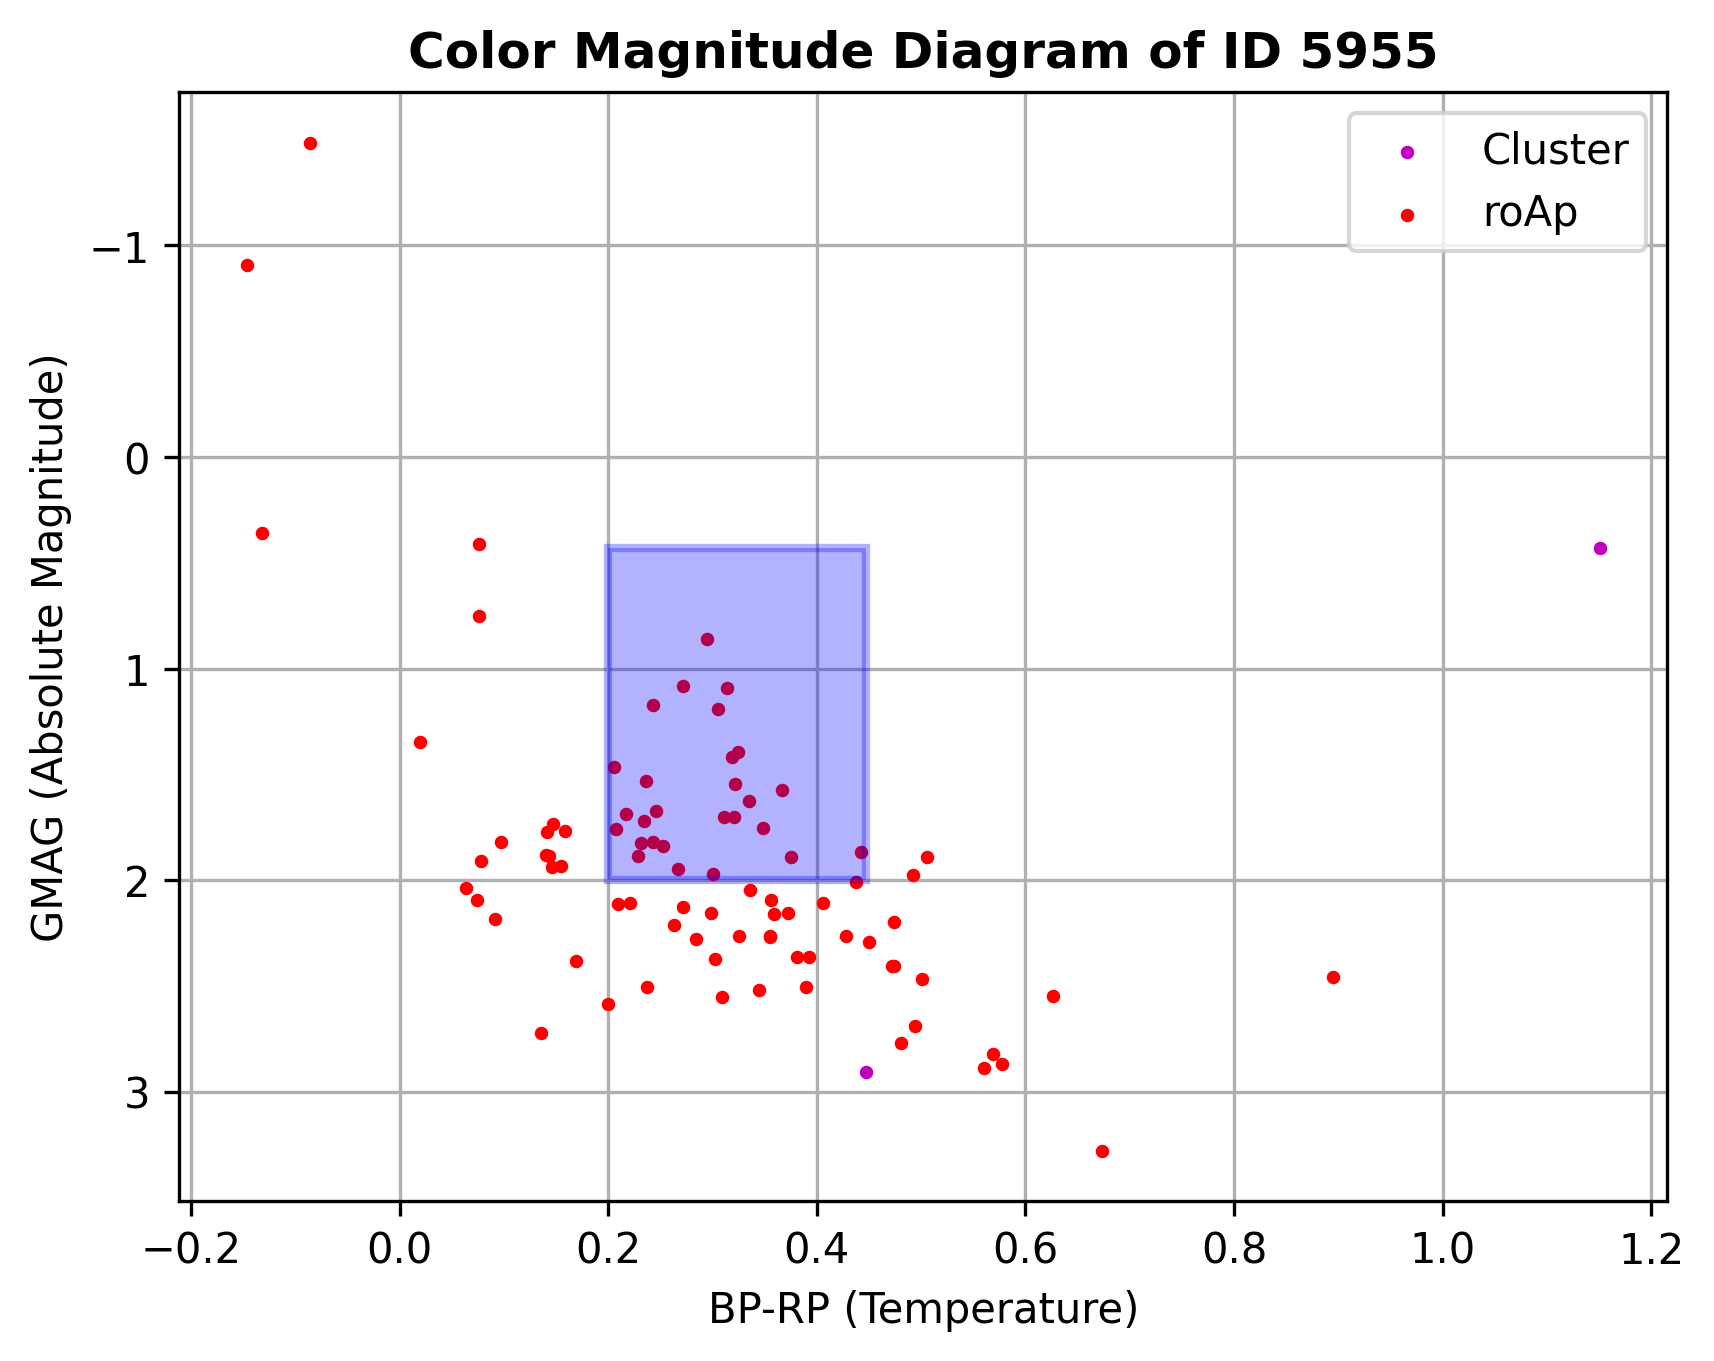 Color Magnitude Diagram of ID 5955
Cluster
roAp
GMAG (Absolute Magnitude)
−1
0
1
2
3
−0.2 0.0 0.2 0.4 0.6 0.8 1.0 1.2
BP-RP (Temperature)